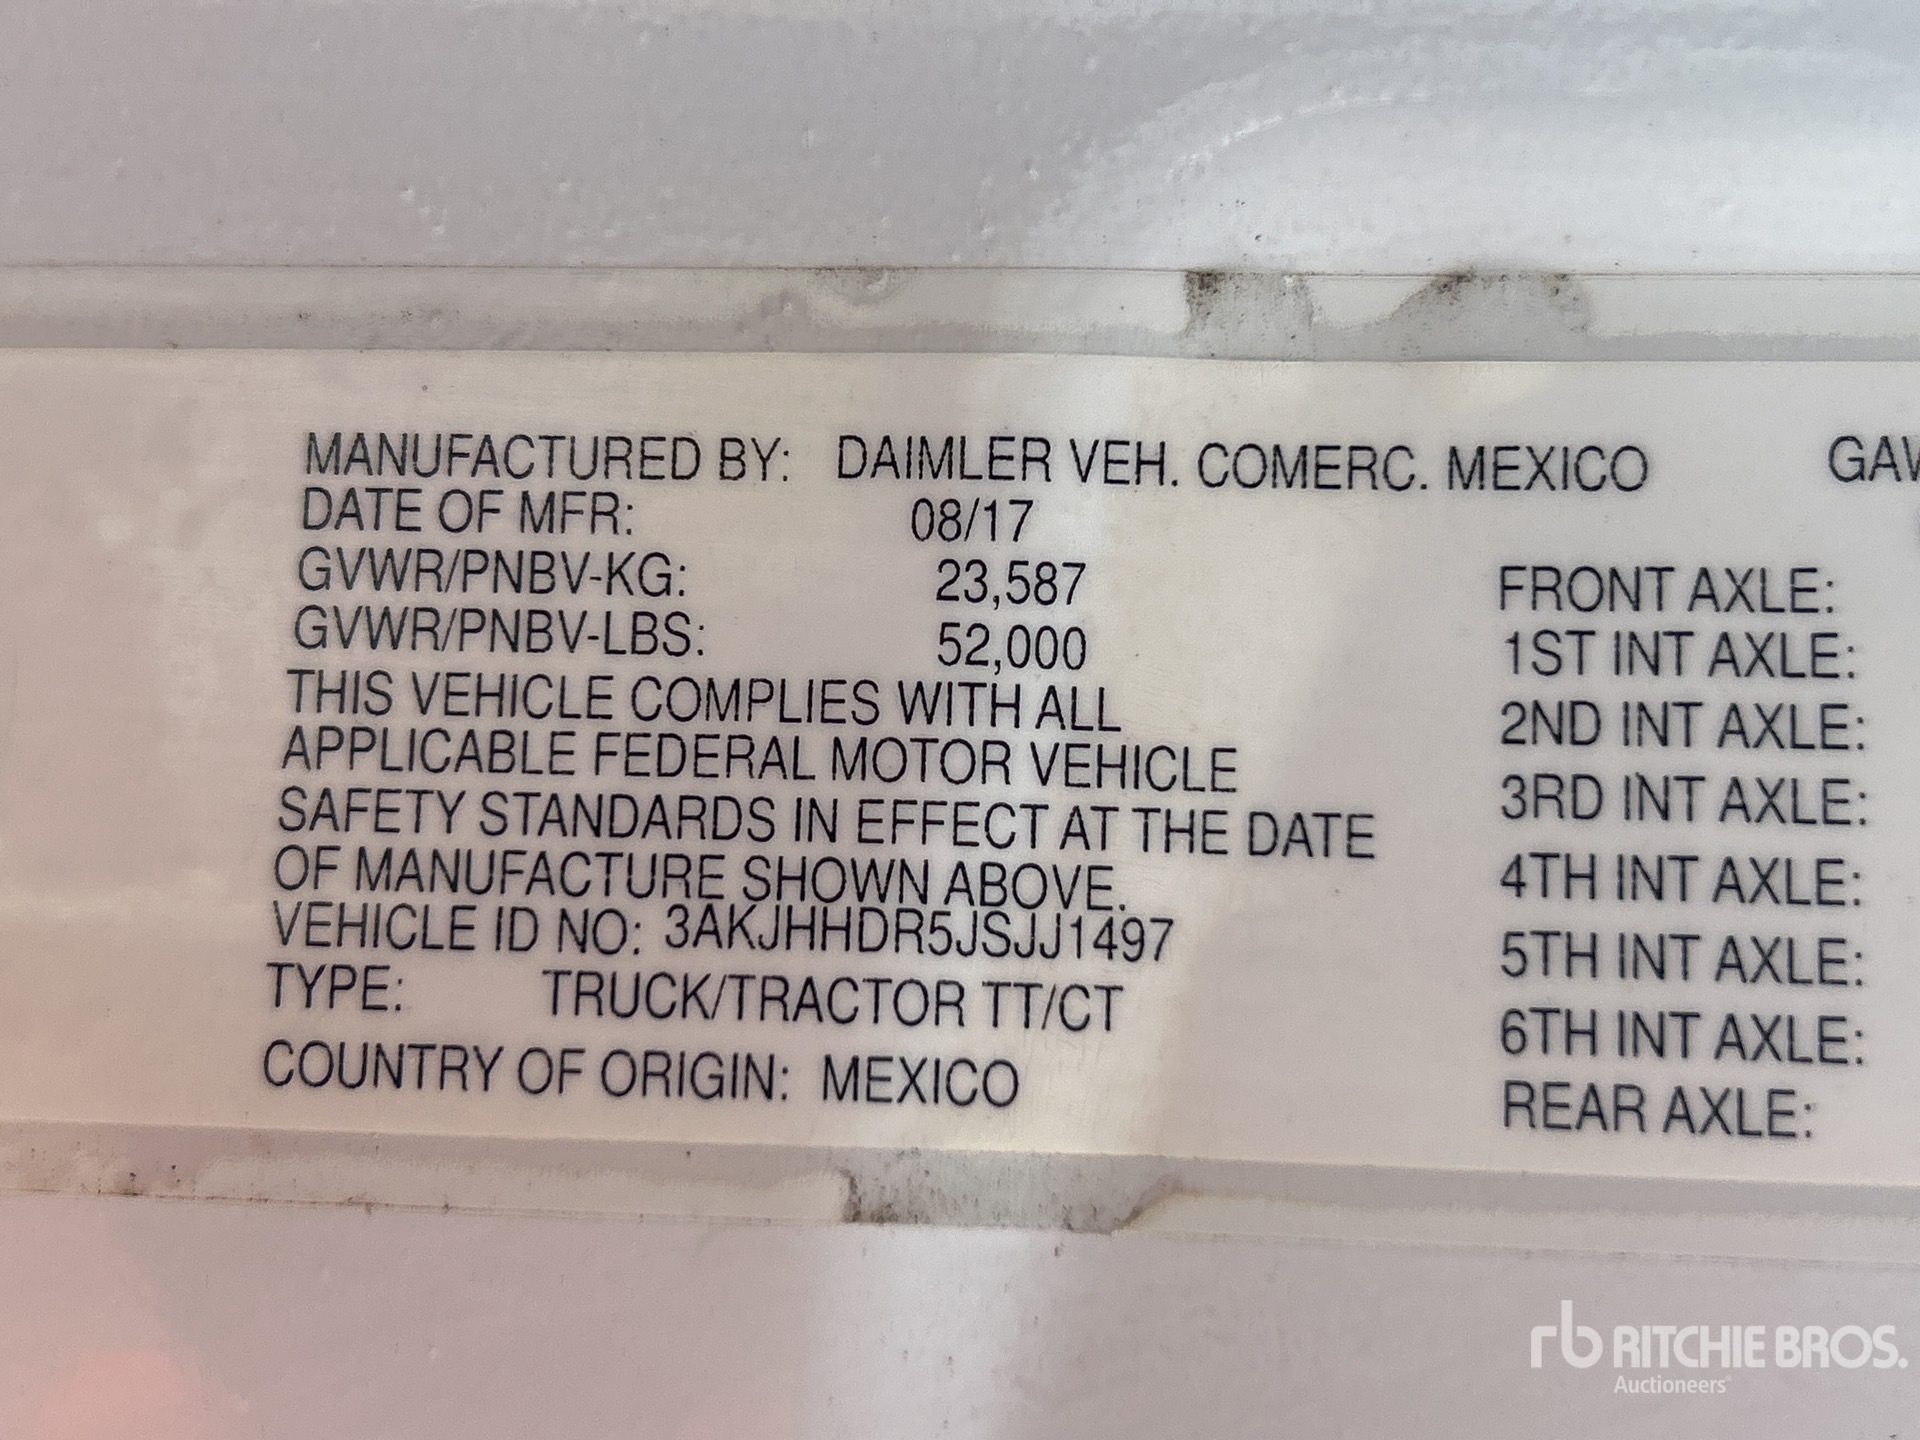 MANUFACTURED BY: DAIMLER VEH. COMERC. MEXICO
DATE OF MFR: 08/17
GVWR/PNBV-KG: 23,587
GVWR/PNBV-LBS: 52,000
THIS VEHICLE COMPLIES WITH ALL
APPLICABLE FEDERAL MOTOR VEHICLE
SAFETY STANDARDS IN EFFECT AT THE DATE
OF MANUFACTURE SHOWN ABOVE.
VEHICLE ID NO: 3AKJHHDR5JSJJ1497
TYPE: TRUCK/TRACTOR TT/CT
COUNTRY OF ORIGIN: MEXICO
FRONT AXLE:
1ST INT AXLE:
2ND INT AXLE:
3RD INT AXLE:
4TH INT AXLE:
5TH INT AXLE:
6TH INT AXLE:
REAR AXLE:
rb RITCHIE BROS.
Auctioneers